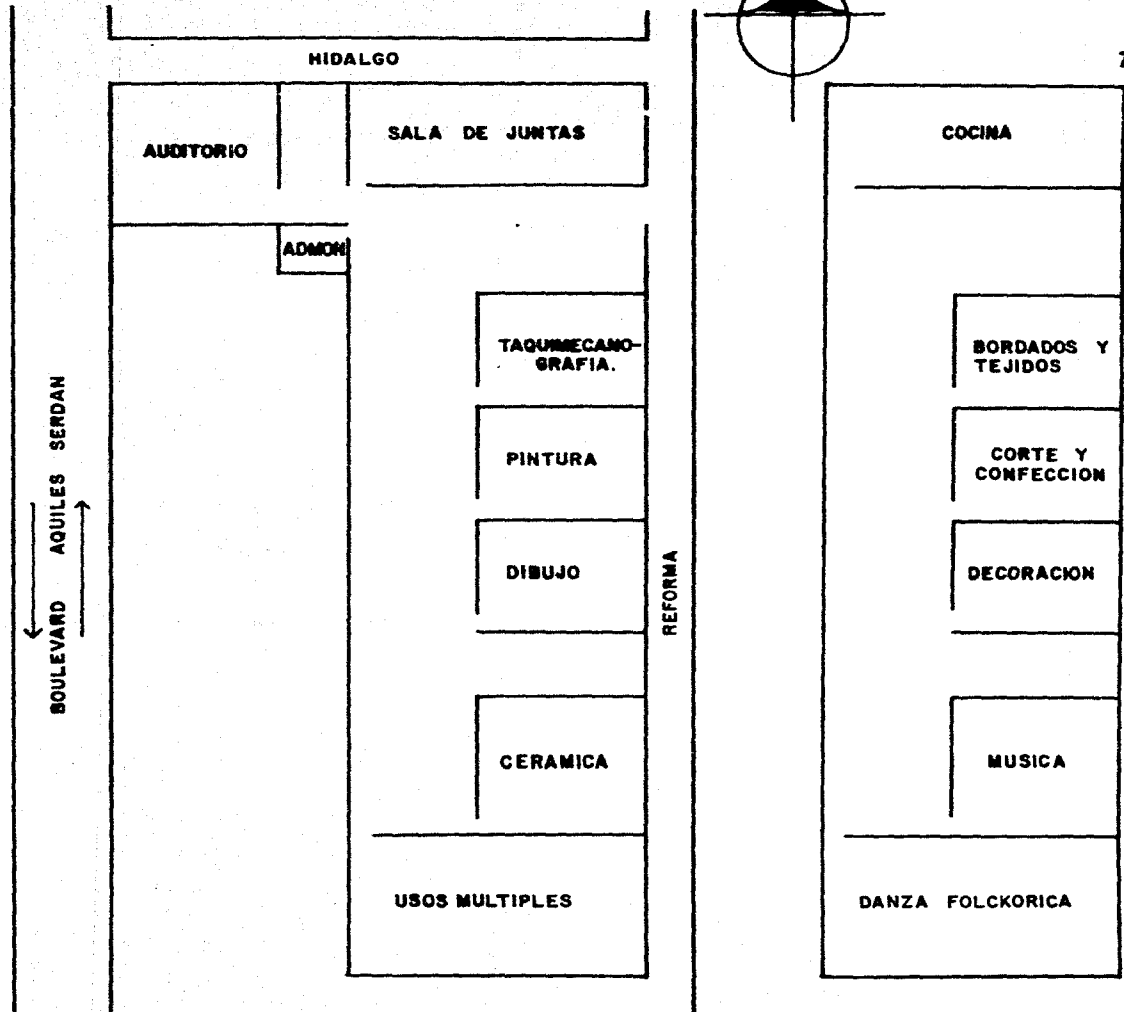 HIDALGO
7
AUDITORIO
SALA DE JUNTAS
COCINA
ADMON
TAQUIMECANO-
GRAFIA.
BORDADOS Y
TEJIDOS
PINTURA
CORTE Y
CONFECCION
BOULEVARD AQUILES SERDAN
DIBUJO
REFORMA
DECORACION
CERAMICA
MUSICA
USOS MULTIPLES
DANZA FOLCKORICA